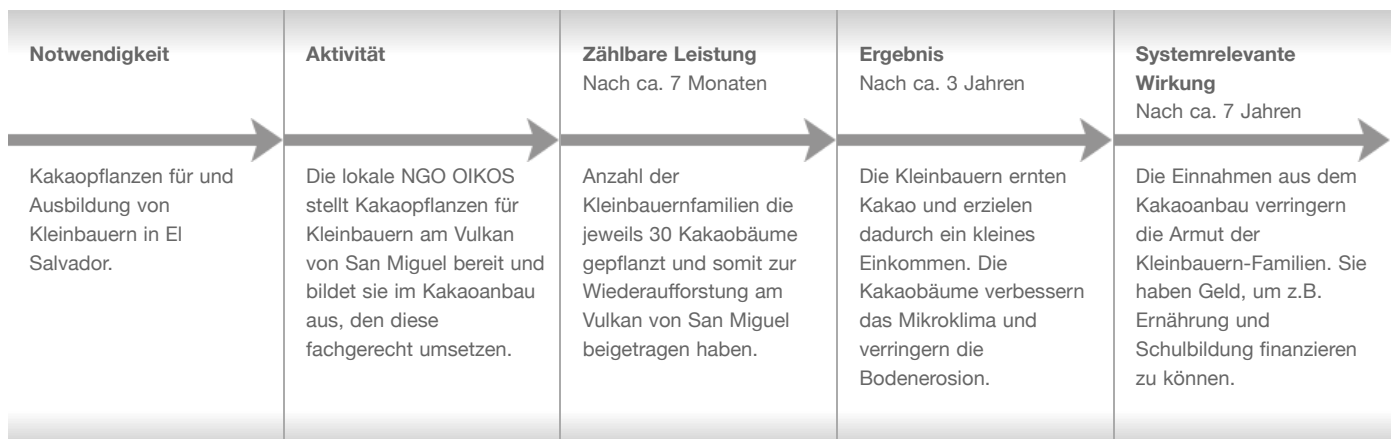 Notwendigkeit
Kakaopflanzen für und
Ausbildung von
Kleinbauern in El
Salvador.
Aktivität
Die lokale NGO OIKOS
stellt Kakaopflanzen für
Kleinbauern am Vulkan
von San Miguel bereit und
bildet sie im Kakaoanbau
aus, den diese
fachgerecht umsetzen.
Zählbare Leistung
Nach ca. 7 Monaten
Anzahl der
Kleinbauernfamilien die
jeweils 30 Kakaobäume
gepflanzt und somit zur
Wiederaufforstung am
Vulkan von San Miguel
beigetragen haben.
Ergebnis
Nach ca. 3 Jahren
Die Kleinbauern ernten
Kakao und erzielen
dadurch ein kleines
Einkommen. Die
Kakaobäume verbessern
das Mikroklima und
verringern die
Bodenerosion.
Systemrelevante
Wirkung
Nach ca. 7 Jahren
Die Einnahmen aus dem
Kakaoanbau verringern
die Armut der
Kleinbauern-Familien. Sie
haben Geld, um z.B.
Ernährung und
Schulbildung finanzieren
zu können.